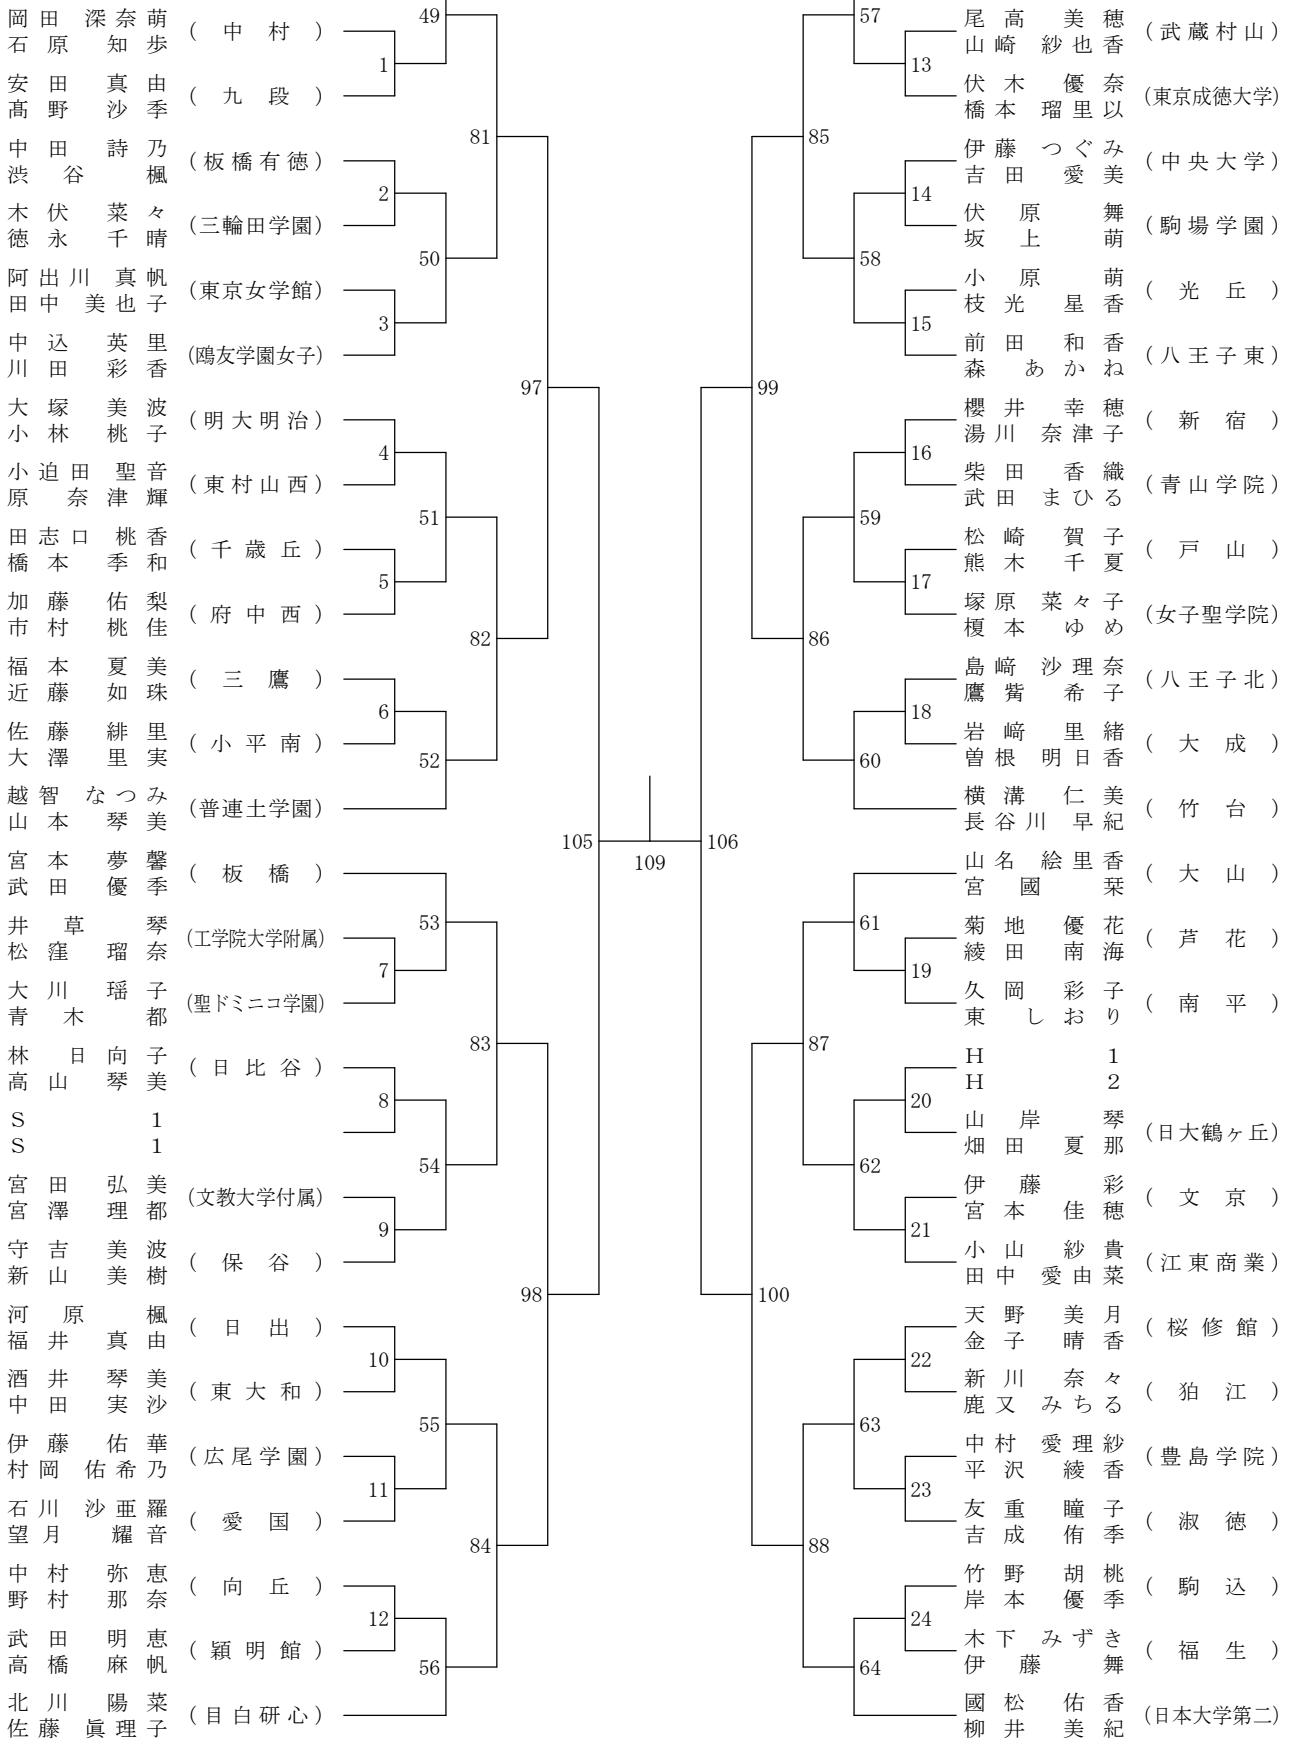 49
57
岡田 深奈萌
石原 知歩
(中村)
1
安田 真由
髙野 沙季
(九段)
81
中田 詩乃
渋谷 楓
(板橋有徳)
2
木伏 菜々
徳永 千晴
(三輪田学園)
50
阿出川 真帆
田中 美也子
(東京女学館)
3
中込 英里
川田 彩香
(鴎友学園女子)
97
大塚 美波
小林 桃子
(明大明治)
4
小迫田 聖音
原 奈津輝
(東村山西)
51
田志口 桃香
橋本 季和
(千歳丘)
5
加藤 佑梨
市村 桃佳
(府中西)
82
福本 夏美
近藤 如珠
(三鷹)
6
佐藤 緋里
大澤 里実
(小平南)
52
越智 なつみ
山本 琴美
(普連土学園)
105
宮本 夢馨
武田 優季
(板橋)
53
井草 琴
松窪 瑠奈
(工学院大学附属)
7
大川 瑶子
青木 都
(聖ドミニコ学園)
83
林 日向子
高山 琴美
(日比谷)
8
S 1
S 1
54
宮田 弘美
宮澤 理都
(文教大学付属)
9
守吉 美波
新山 美樹
(保谷)
98
河原 楓
福井 真由
(日出)
10
酒井 琴美
中田 実沙
(東大和)
55
伊藤 佑華
村岡 佑希乃
(広尾学園)
11
石川 沙亜羅
望月 耀音
(愛国)
84
中村 弥恵
野村 那奈
(向丘)
12
武田 明恵
高橋 麻帆
(穎明館)
56
北川 陽菜
佐藤 眞理子
(目白研心)
109
尾高 美穂
山崎 紗也香
(武蔵村山)
13
伏木 優奈
橋本 瑠里以
(東京成徳大学)
85
伊藤 つぐみ
吉田 愛美
(中央大学)
14
伏原 舞
坂上 萌
(駒場学園)
58
小原 萌
枝光 星香
(光丘)
15
前田 和香
森 あかね
(八王子東)
99
櫻井 幸穂
湯川 奈津子
(新宿)
16
柴田 香織
武田 まひる
(青山学院)
59
松崎 賀子
熊木 千夏
(戸山)
17
塚原 菜々子
榎本 ゆめ
(女子聖学院)
86
島﨑 沙理奈
鷹觜 希子
(八王子北)
18
岩﨑 里緒
曽根 明日香
(大成)
60
横溝 仁美
長谷川 早紀
(竹台)
106
山名 絵里香
宮國 栞
(大山)
61
菊地 優花
綾田 南海
(芦花)
19
久岡 彩子
東 しおり
(南平)
87
H 1
H 2
20
山岸 琴
畑田 夏那
(日大鶴ヶ丘)
62
伊藤 彩
宮本 佳穂
(文京)
21
小山 紗貴
田中 愛由菜
(江東商業)
100
天野 美月
金子 晴香
(桜修館)
22
新川 奈々
鹿又 みちる
(狛江)
63
中村 愛理紗
平沢 綾香
(豊島学院)
23
友重 瞳子
吉成 侑季
(淑徳)
88
竹野 胡桃
岸本 優季
(駒込)
24
木下 みずき
伊藤 舞
(福生)
64
國松 佑香
柳井 美紀
(日本大学第二)